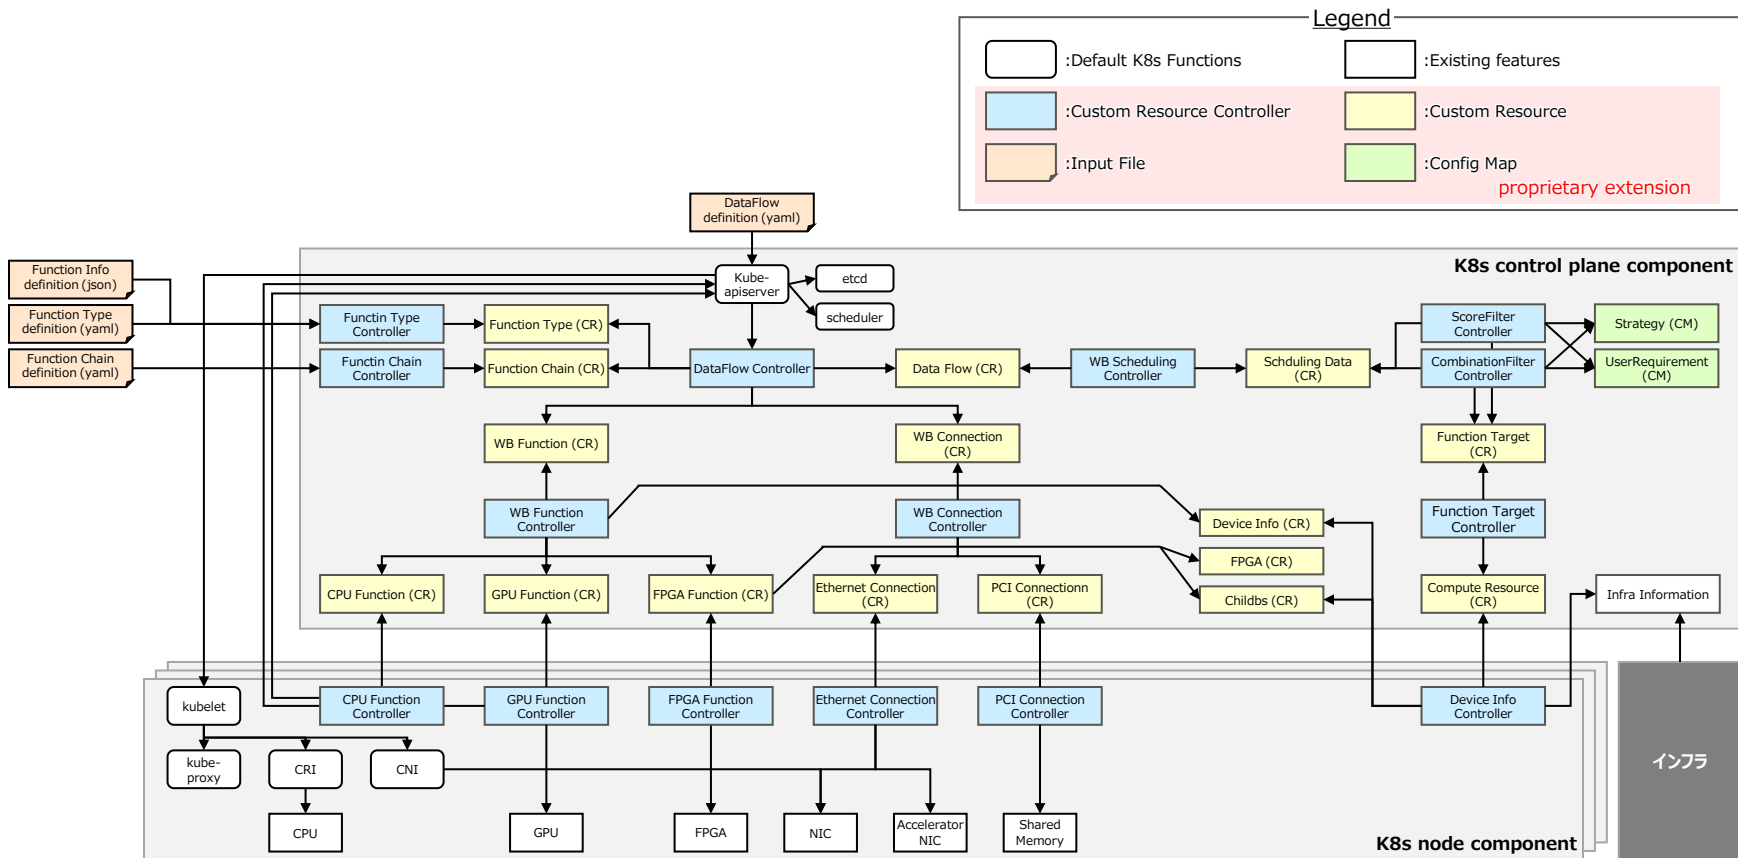 Legend
:Default K8s Functions
:Existing features
:Custom Resource Controller
:Custom Resource
:Input File
:Config Map
proprietary extension
DataFlow
definition (yaml)
K8s control plane component
Function Info
definition (json)
Function Type
definition (yaml)
Function Chain
definition (yaml)
Kube-
apiserver
etcd
scheduler
Functin Type
Controller
Function Type (CR)
Functin Chain
Controller
Function Chain (CR)
DataFlow Controller
Data Flow (CR)
WB Scheduling
Controller
Schduling Data
(CR)
ScoreFilter
Controller
CombinationFilter
Controller
Strategy (CM)
UserRequirement
(CM)
WB Function (CR)
WB Connection
(CR)
Function Target
(CR)
WB Function
Controller
WB Connection
Controller
Device Info (CR)
Function Target
Controller
FPGA (CR)
CPU Function (CR)
GPU Function (CR)
FPGA Function (CR)
Ethernet Connection
(CR)
PCI Connectionn
(CR)
Childbs (CR)
Compute Resource
(CR)
Infra Information
kubelet
CPU Function
Controller
GPU Function
Controller
FPGA Function
Controller
Ethernet Connection
Controller
PCI Connection
Controller
Device Info
Controller
kube-
proxy
CRI
CNI
インフラ
CPU
GPU
FPGA
NIC
Accelerator
NIC
Shared
Memory
K8s node component